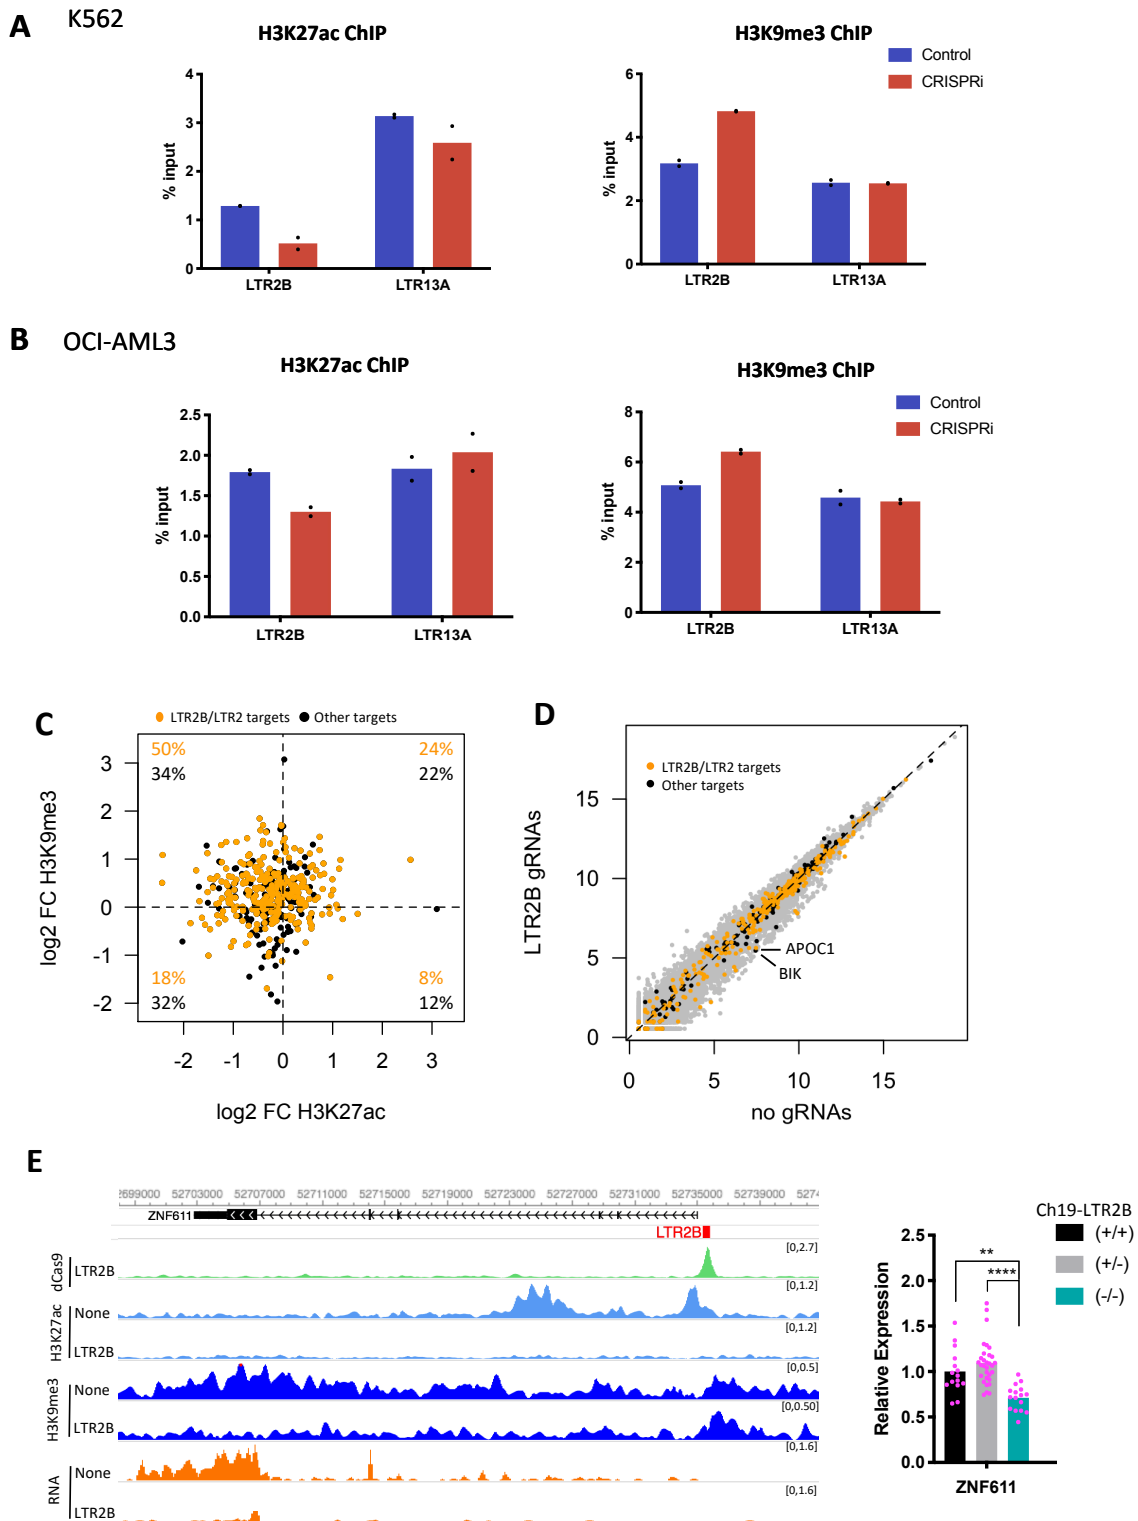 A K562
H3K27ac ChIP
H3K9me3 ChIP
Control
CRISPRi
% input
4
3
2
1
0
LTR2B
LTR13A
% input
6
4
2
0
LTR2B
LTR13A
B OCI-AML3
H3K27ac ChIP
H3K9me3 ChIP
Control
CRISPRi
% input
2.5
2.0
1.5
1.0
0.5
0.0
LTR2B
LTR13A
% input
8
6
4
2
0
LTR2B
LTR13A
C
LTR2B/LTR2 targets Other targets
50% 24%
34% 22%
18% 8%
32% 12%
log2 FC H3K9me3
3
2
1
0
-1
-2
-2 -1 0 1 2 3
log2 FC H3K27ac
D
LTR2B/LTR2 targets
Other targets
APOC1
BIK
LTR2B gRNAs
15
10
5
0
0 5 10 15
no gRNAs
E
2699000 52703000 52707000 52711000 52715000 52719000 52723000 52727000 52731000 52735000 52739000 5274
ZNF611
LTR2B
dCas9
LTR2B
[0,2.7]
H3K27ac
None
[0,1.2]
LTR2B
[0,1.2]
H3K9me3
None
[0,0.5]
LTR2B
[0,0.50]
RNA
None
[0,1.6]
LTR2B
[0,1.6]
Ch19-LTR2B
(+/+)
(+/-)
(-/-)
**
****
Relative Expression
2.5
2.0
1.5
1.0
0.5
0.0
ZNF611